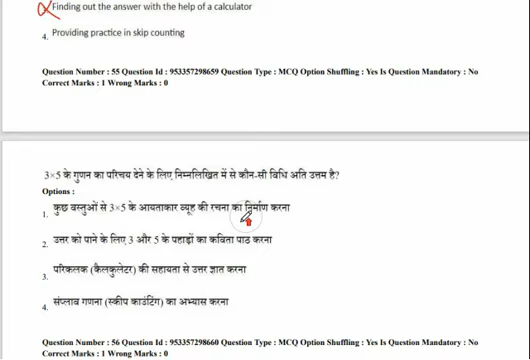 Finding out the answer with the help of a calculator
4. Providing practice in skip counting
Question Number : 55 Question Id : 953357298659 Question Type : MCQ Option Shuffling : Yes Is Question Mandatory : No
Correct Marks : 1 Wrong Marks : 0
3×5 के गुणन का परिचय देने के लिए निम्नलिखित में से कौन-सी विधि अति उत्तम है?
Options :
1. कुछ वस्तुओं से 3×5 के आयताकार व्यूह की रचना का निर्माण करना
2. उत्तर को पाने के लिए 3 और 5 के पहाड़ों का कविता पाठ करना
3. परिकलक (कैलकुलेटर) की सहायता से उत्तर ज्ञात करना
4. संप्लाव गणना (स्कीप काउंटिंग) का अभ्यास करना
Question Number : 56 Question Id : 953357298660 Question Type : MCQ Option Shuffling : Yes Is Question Mandatory : No
Correct Marks : 1 Wrong Marks : 0